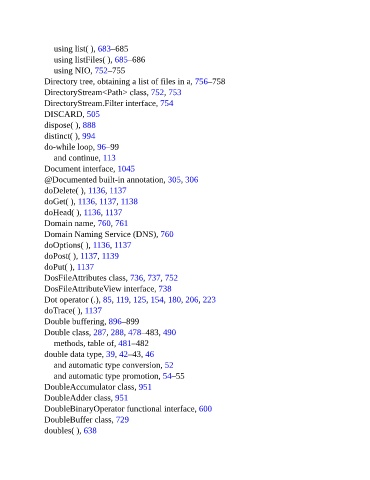 using list( ), 683–685
using listFiles( ), 685–686
using NIO, 752–755
Directory tree, obtaining a list of files in a, 756–758
DirectoryStream<Path> class, 752, 753
DirectoryStream.Filter interface, 754
DISCARD, 505
dispose( ), 888
distinct( ), 994
do-while loop, 96–99
and continue, 113
Document interface, 1045
@Documented built-in annotation, 305, 306
doDelete( ), 1136, 1137
doGet( ), 1136, 1137, 1138
doHead( ), 1136, 1137
Domain name, 760, 761
Domain Naming Service (DNS), 760
doOptions( ), 1136, 1137
doPost( ), 1137, 1139
doPut( ), 1137
DosFileAttributes class, 736, 737, 752
DosFileAttributeView interface, 738
Dot operator (.), 85, 119, 125, 154, 180, 206, 223
doTrace( ), 1137
Double buffering, 896–899
Double class, 287, 288, 478–483, 490
methods, table of, 481–482
double data type, 39, 42–43, 46
and automatic type conversion, 52
and automatic type promotion, 54–55
DoubleAccumulator class, 951
DoubleAdder class, 951
DoubleBinaryOperator functional interface, 600
DoubleBuffer class, 729
doubles( ), 638